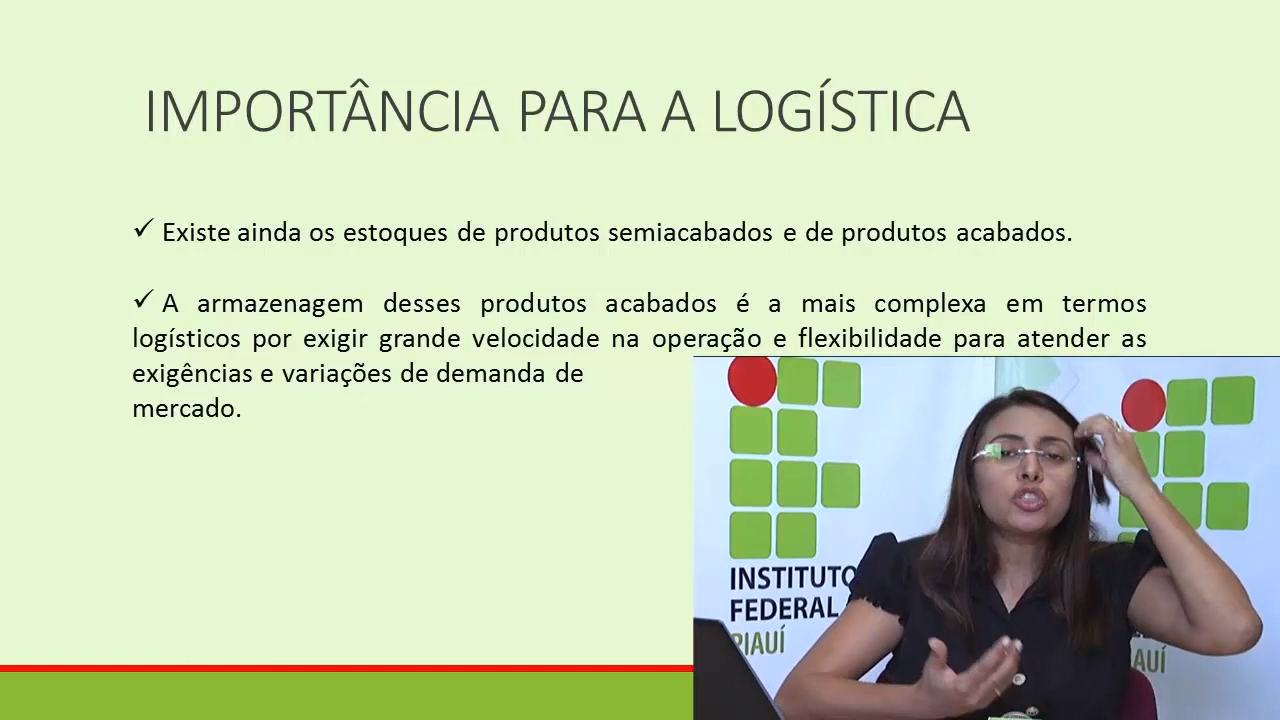 IMPORTÂNCIA PARA A LOGÍSTICA
✓ Existe ainda os estoques de produtos semiacabados e de produtos acabados.
✓ A armazenagem desses produtos acabados é a mais complexa em termos
logísticos por exigir grande velocidade na operação e flexibilidade para atender as
exigências e variações de demanda de
mercado.
INSTITUTO
FEDERAL
PIAUÍ
AUÍ